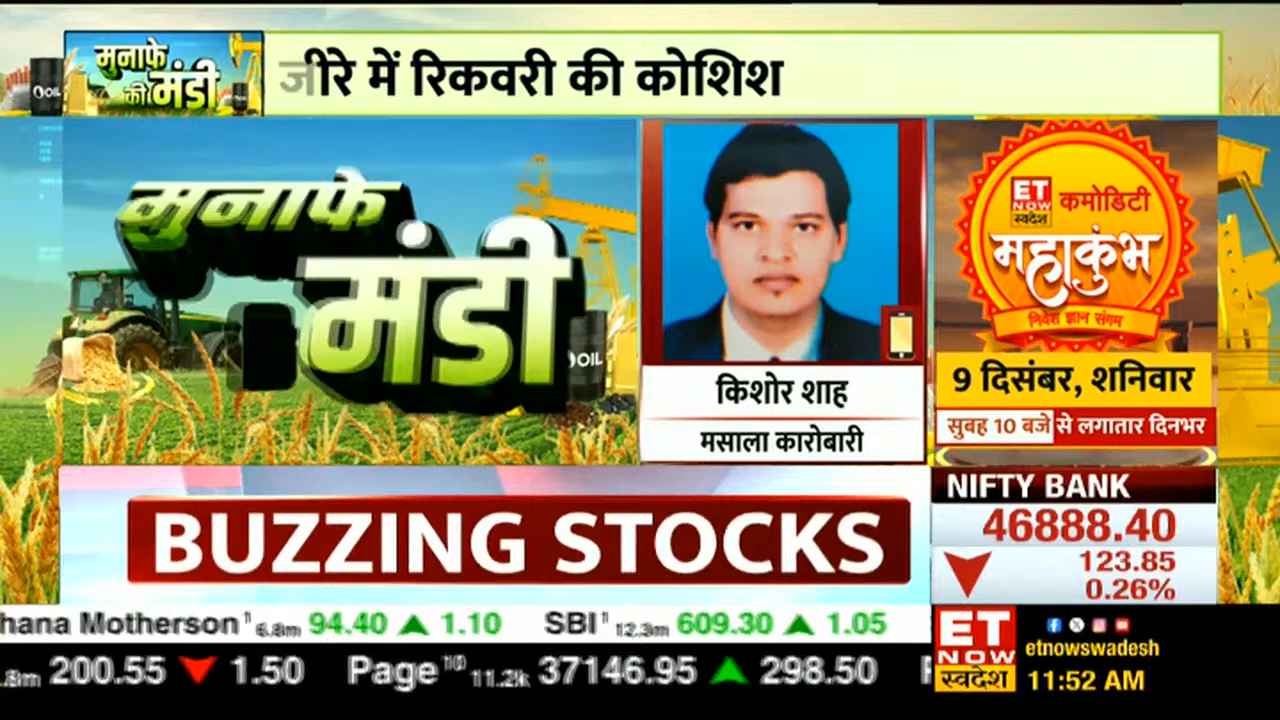 मुनाफे
की मंडी
OIL
जीरे में रिकवरी की कोशिश
मुनाफे
मंडी
OIL
किशोर शाह
मसाला कारोबारी
ET
NOW
स्वदेश
कमोडिटी
महाकुंभ
निवेश ज्ञान संगम
9 दिसंबर, शनिवार
सुबह 10 बजे से लगातार दिनभर
BUZZING STOCKS
NIFTY BANK
46888.40
123.85
0.26%
hana Motherson 6.8m 94.40 ▲ 1.10 SBI 12.3m 609.30 ▲ 1.05
.8m 200.55 ▼ 1.50 Page 11.2k 37146.95 ▲ 298.50
ET
NOW
स्वदेश
etnowswadesh
11:52 AM